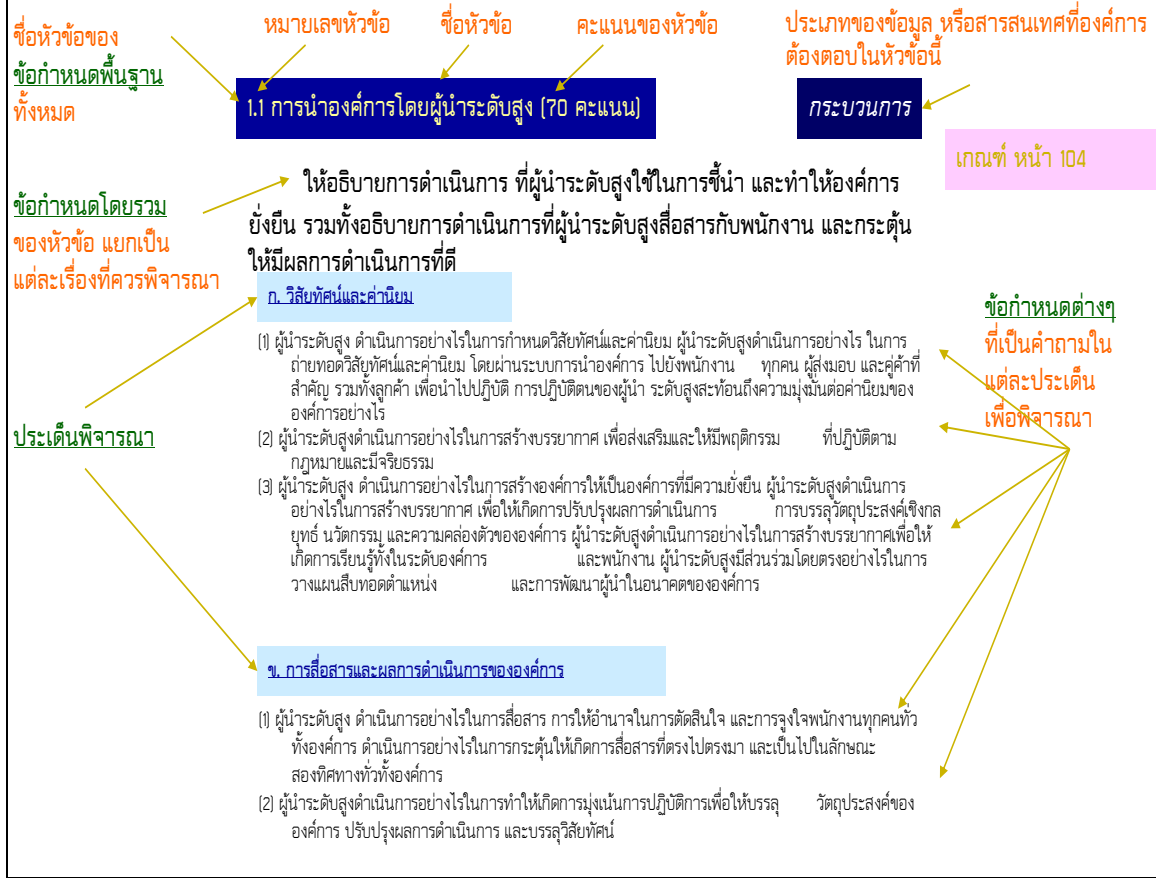 ชื่อหัวข้อของ
ข้อกำหนดพื้นฐาน
ทั้งหมด
หมายเลขหัวข้อ
ชื่อหัวข้อ
คะแนนของหัวข้อ
ประเภทของข้อมูล หรือสารสนเทศที่องค์การ
ต้องตอบในหัวข้อนี้
1.1 การนำองค์การโดยผู้นำระดับสูง (70 คะแนน)
กระบวนการ
เกณฑ์ หน้า 104
ข้อกำหนดโดยรวม
ของหัวข้อ แยกเป็น
แต่ละเรื่องที่ควรพิจารณา
ให้อธิบายการดำเนินการ ที่ผู้นำระดับสูงใช้ในการชี้นำ และทำให้องค์การ
ยั่งยืน รวมทั้งอธิบายการดำเนินการที่ผู้นำระดับสูงสื่อสารกับพนักงาน และกระตุ้น
ให้มีผลการดำเนินการที่ดี
ก. วิสัยทัศน์และค่านิยม
(1) ผู้นำระดับสูง ดำเนินการอย่างไรในการกำหนดวิสัยทัศน์และค่านิยม ผู้นำระดับสูงดำเนินการอย่างไร ในการ
ถ่ายทอดวิสัยทัศน์และค่านิยม โดยผ่านระบบการนำองค์การ ไปยังพนักงาน ทุกคน ผู้ส่งมอบ และคู่ค้าที่
สำคัญ รวมทั้งลูกค้า เพื่อนำไปปฏิบัติ การปฏิบัติตนของผู้นำ ระดับสูงสะท้อนถึงความมุ่งมั่นต่อค่านิยมของ
องค์การอย่างไร
(2) ผู้นำระดับสูงดำเนินการอย่างไรในการสร้างบรรยากาศ เพื่อส่งเสริมและให้มีพฤติกรรม ที่ปฏิบัติตาม
กฎหมายและมีจริยธรรม
(3) ผู้นำระดับสูง ดำเนินการอย่างไรในการสร้างองค์การให้เป็นองค์การที่มีความยั่งยืน ผู้นำระดับสูงดำเนินการ
อย่างไรในการสร้างบรรยากาศ เพื่อให้เกิดการปรับปรุงผลการดำเนินการ การบรรลุวัตถุประสงค์เชิงกล
ยุทธ์ นวัตกรรม และความคล่องตัวขององค์การ ผู้นำระดับสูงดำเนินการอย่างไรในการสร้างบรรยากาศเพื่อให้
เกิดการเรียนรู้ทั้งในระดับองค์การ และพนักงาน ผู้นำระดับสูงมีส่วนร่วมโดยตรงอย่างไรในการ
วางแผนสืบทอดตำแหน่ง และการพัฒนาผู้นำในอนาคตขององค์การ
ข้อกำหนดต่างๆ
ที่เป็นคำถามใน
แต่ละประเด็น
เพื่อพิจารณา
ประเด็นพิจารณา
ข. การสื่อสารและผลการดำเนินการขององค์การ
(1) ผู้นำระดับสูง ดำเนินการอย่างไรในการสื่อสาร การให้อำนาจในการตัดสินใจ และการจูงใจพนักงานทุกคนทั่ว
ทั้งองค์การ ดำเนินการอย่างไรในการกระตุ้นให้เกิดการสื่อสารที่ตรงไปตรงมา และเป็นไปในลักษณะ
สองทิศทางทั่วทั้งองค์การ
(2) ผู้นำระดับสูงดำเนินการอย่างไรในการทำให้เกิดการมุ่งเน้นการปฏิบัติการเพื่อให้บรรลุ วัตถุประสงค์ของ
องค์การ ปรับปรุงผลการดำเนินการ และบรรลุวิสัยทัศน์